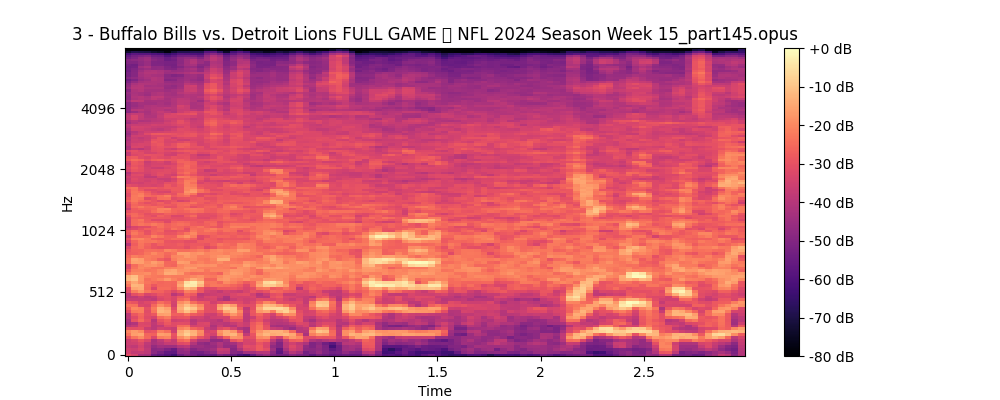 3 - Buffalo Bills vs. Detroit Lions FULL GAME ▯ NFL 2024 Season Week 15_part145.opus
+0 dB
-10 dB
-20 dB
-30 dB
-40 dB
-50 dB
-60 dB
-70 dB
-80 dB
Hz
4096
2048
1024
512
0
0
0.5
1
1.5
2
2.5
Time